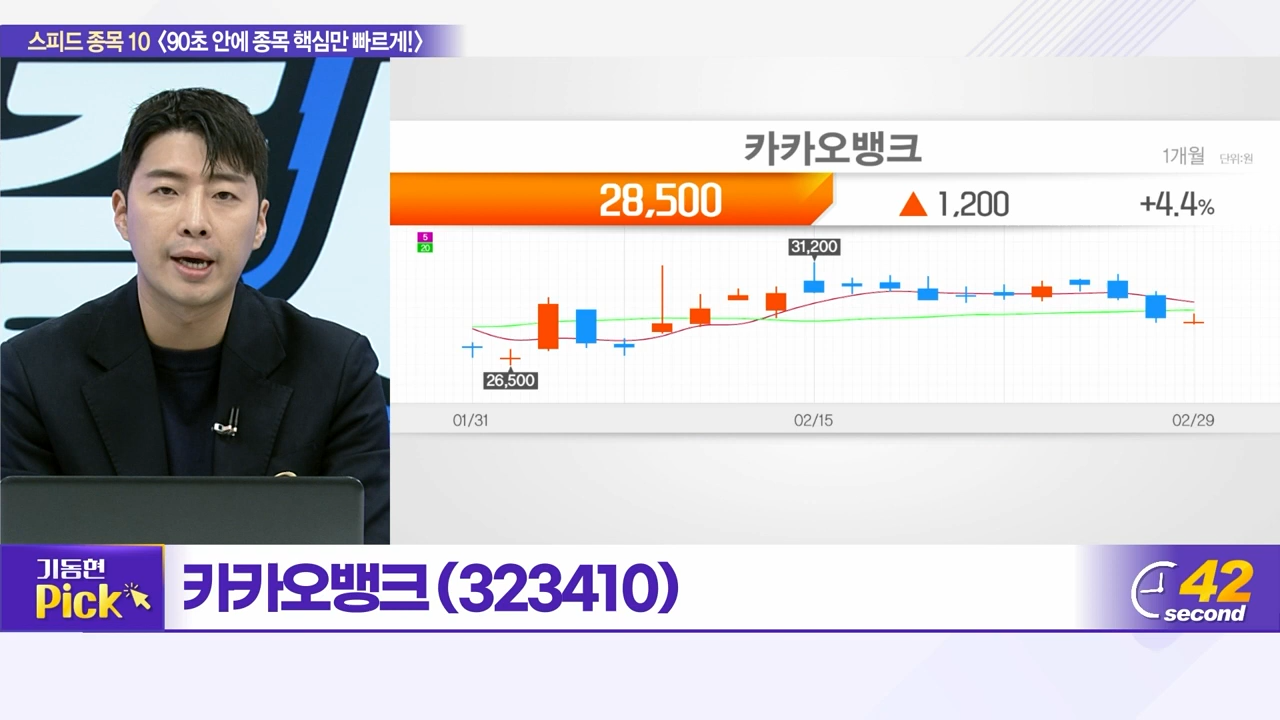 스피드 종목 10 〈90초 안에 종목 핵심만 빠르게!〉
카카오뱅크
1개월 단위:원
28,500 ▲ 1,200 +4.4%
5
20
31,200
26,500
01/31 02/15 02/29
기동현
Pick
카카오뱅크(323410)
42
second